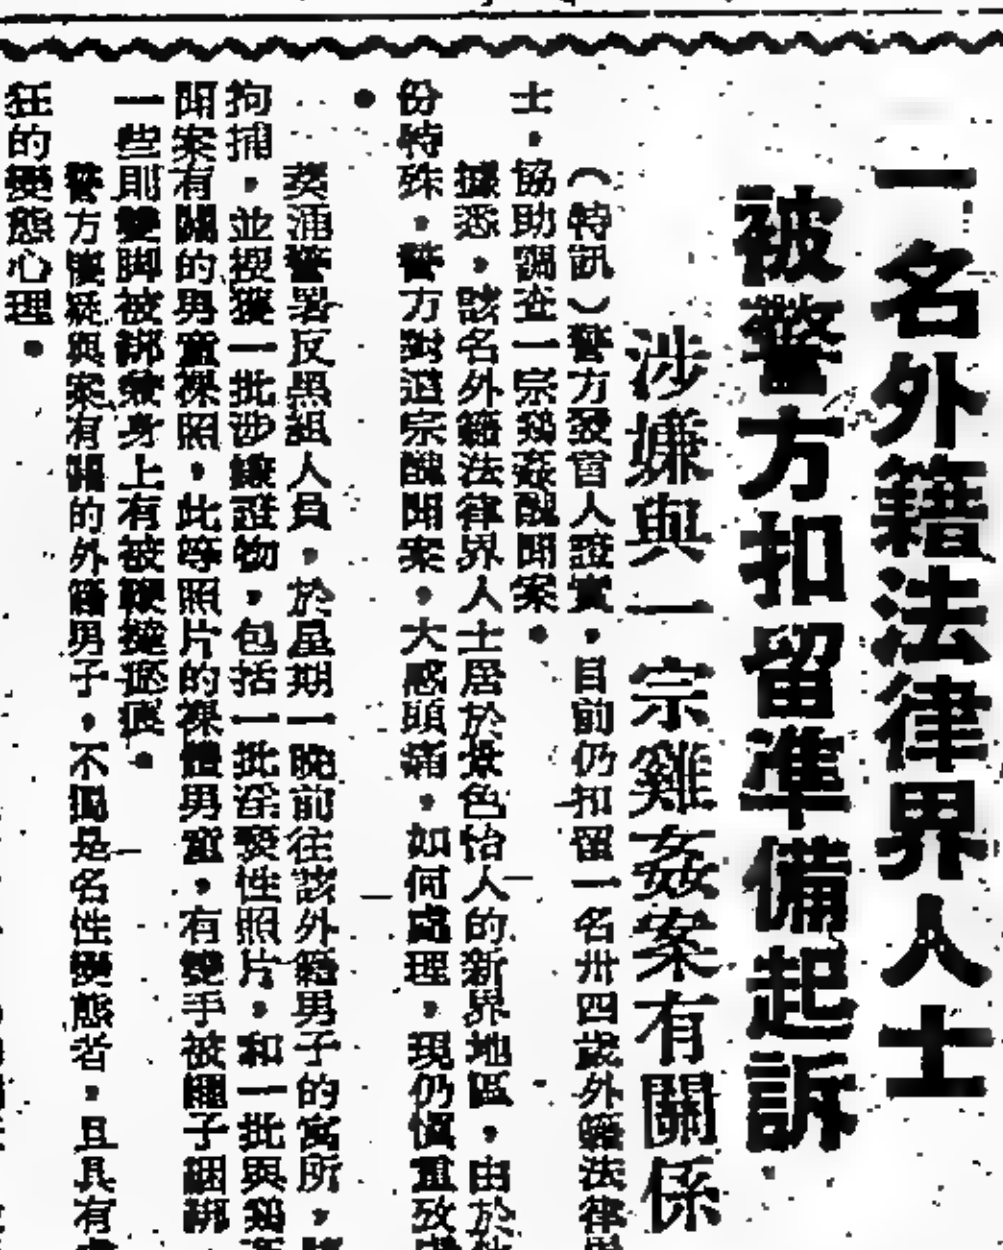 一名外籍法律界人士
被警方扣留準備起訴
涉嫌與一宗雞姦案有關係
（特訊）警方發言人證實，目前仍扣留一名卅四歲外籍法律界
士，協助調查一宗鷄姦醜聞案。
據悉，該名外籍法律界人士居於景色怡人的新界地區，由於
份特殊。警方對這宗醜聞案，大感頭痛，如何處理，現仍慎重攷
。
葵涌警署反黑組人員，於星期一晚前往該外籍男子的寓所，
拘捕，並搜獲一批涉嫌證物，包括一批淫褻性照片，和一批與鷄姦
聞案有關的男童裸照，此等照片的裸體男童，有雙手被繩子綑綁
一些則雙脚被綁兼身上有被鞭撻瘀痕。
警方懷疑與案有關的外籍男子，不獨是名性變態者，且具有
狂的變態心理。